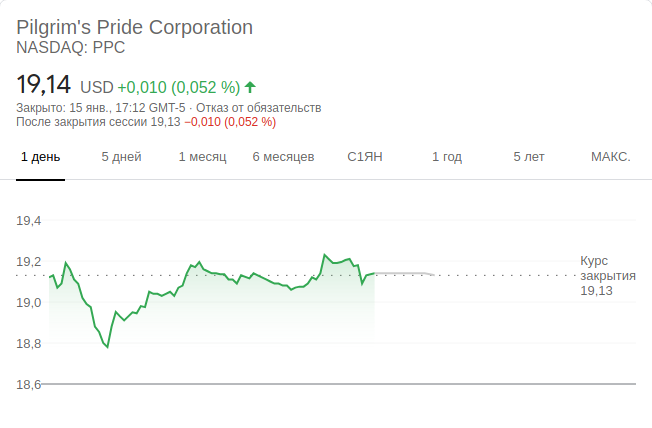 Pilgrim's Pride Corporation
NASDAQ: PPC
19,14 USD +0,010 (0,052 %)
Закрыто: 15 янв., 17:12 GMT-5 · Отказ от обязательств
После закрытия сессии 19,13 −0,010 (0,052 %)
1 день 5 дней 1 месяц 6 месяцев С1ЯН 1 год 5 лет МАКС.
19,4
19,2
19,0
18,8
18,6
Курс
закрытия
19,13